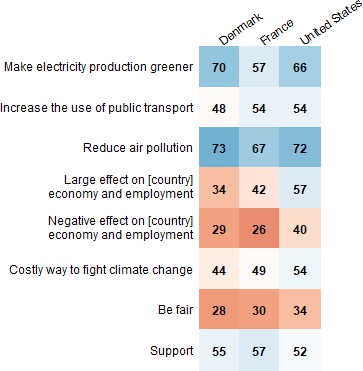 Denmark France United States
Make electricity production greener 70 57 66
Increase the use of public transport 48 54 54
Reduce air pollution 73 67 72
Large effect on [country]
economy and employment 34 42 57
Negative effect on [country]
economy and employment 29 26 40
Costly way to fight climate change 44 49 54
Be fair 28 30 34
Support 55 57 52